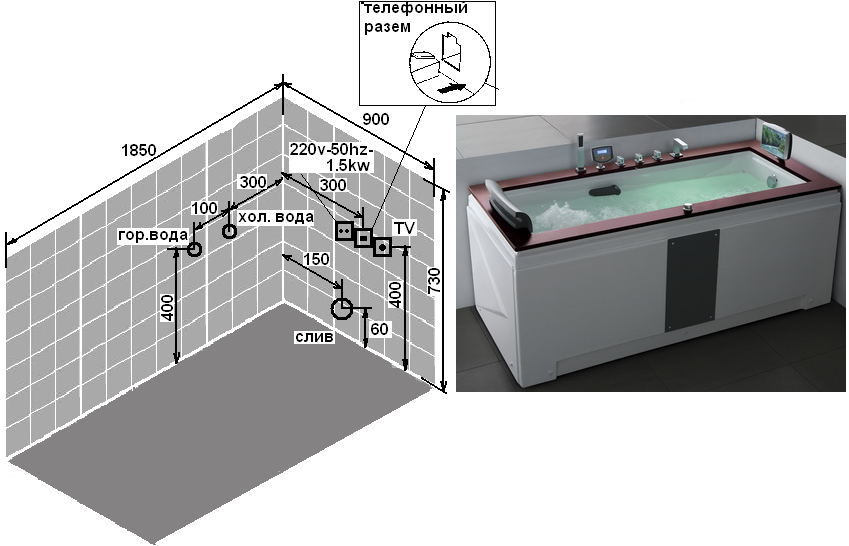 телефонный
разем
1850
900
220v-50hz-
1.5kw
300
300
100
хол. вода
гор.вода
TV
150
400
400
730
60
слив